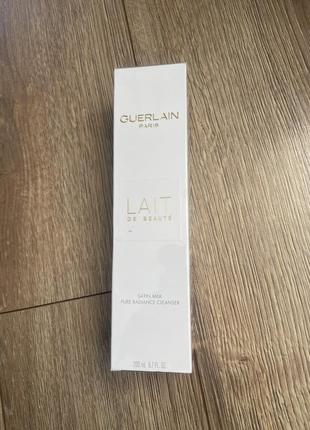 GUERLAIN
PARIS
LAIT
DE BEAUTÉ
SATIN MILK
PURE RADIANCE CLEANSER
200 ml 6.7 FL. OZ.